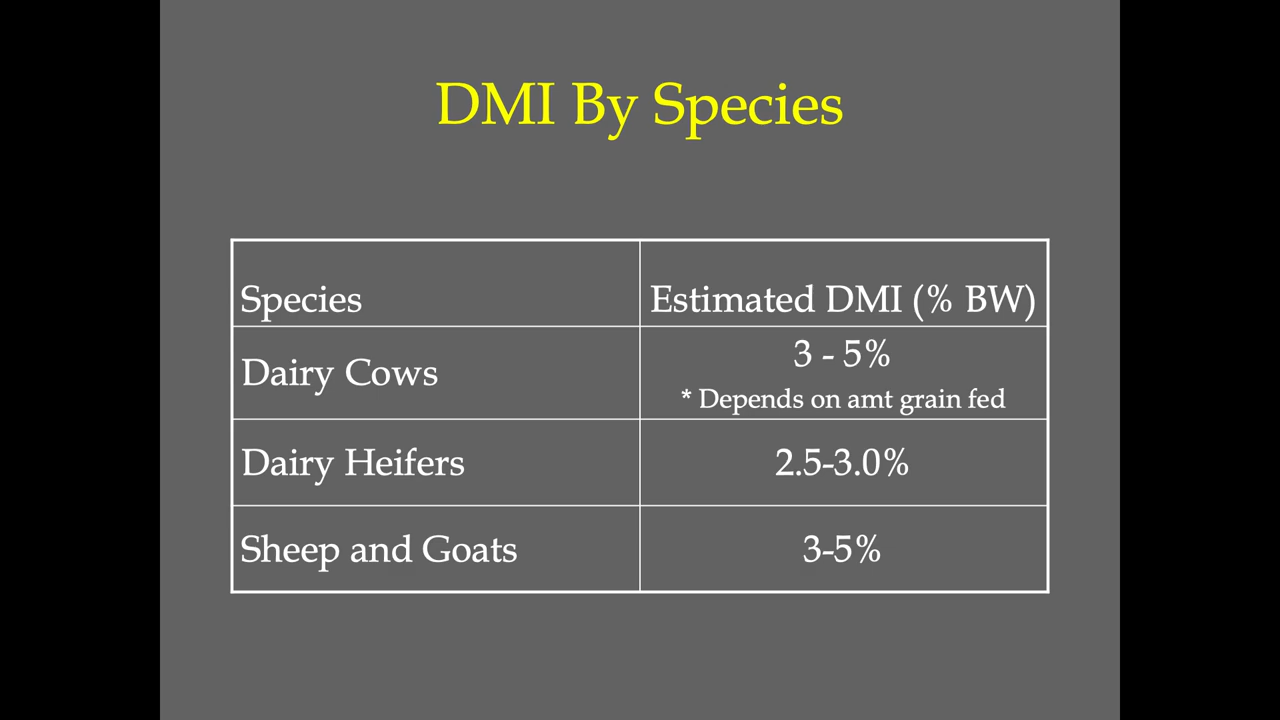 DMI By Species
Species
Estimated DMI (% BW)
Dairy Cows
3 - 5%
* Depends on amt grain fed
Dairy Heifers
2.5-3.0%
Sheep and Goats
3-5%